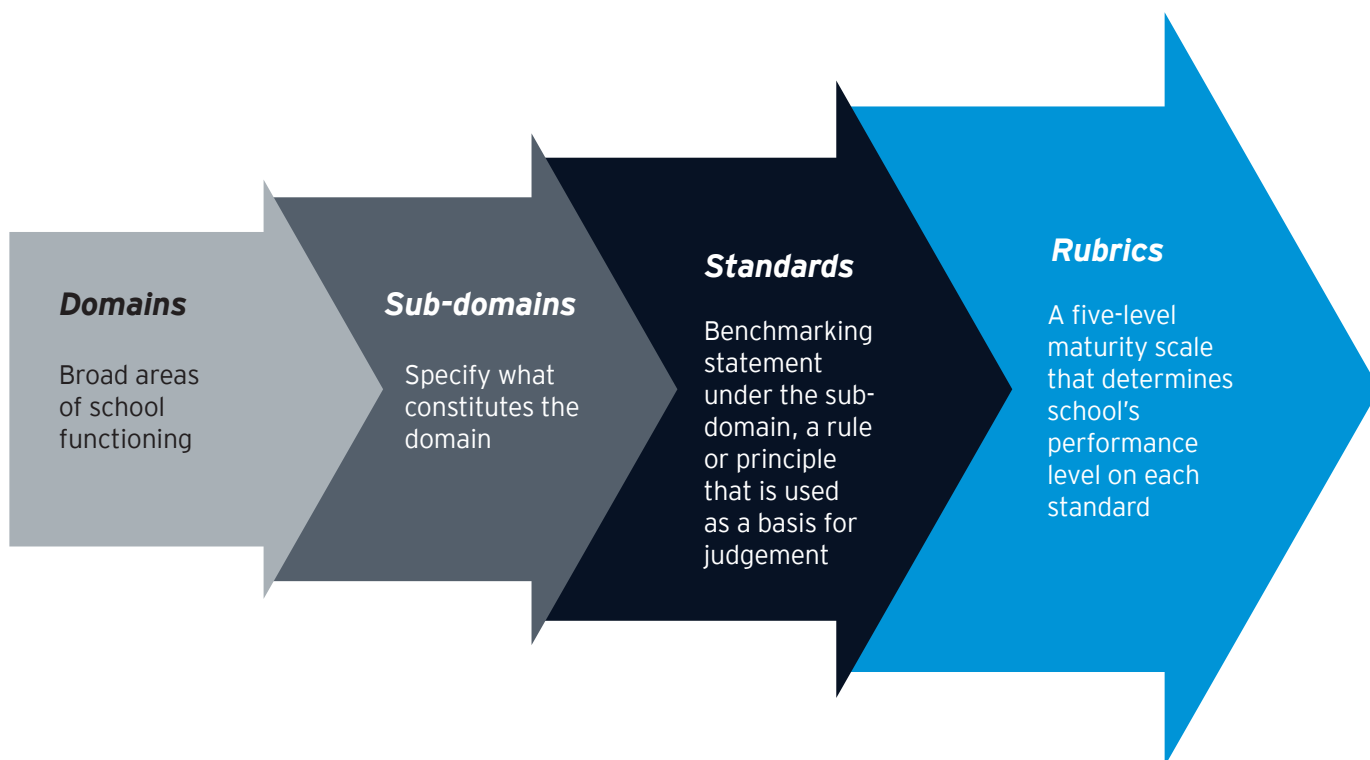 Domains
Broad areas
of school
functioning
Sub-domains
Specify what
constitutes the
domain
Standards
Benchmarking
statement
under the sub-
domain, a rule
or principle
that is used
as a basis for
judgement
Rubrics
A five-level
maturity scale
that determines
school's
performance
level on each
standard